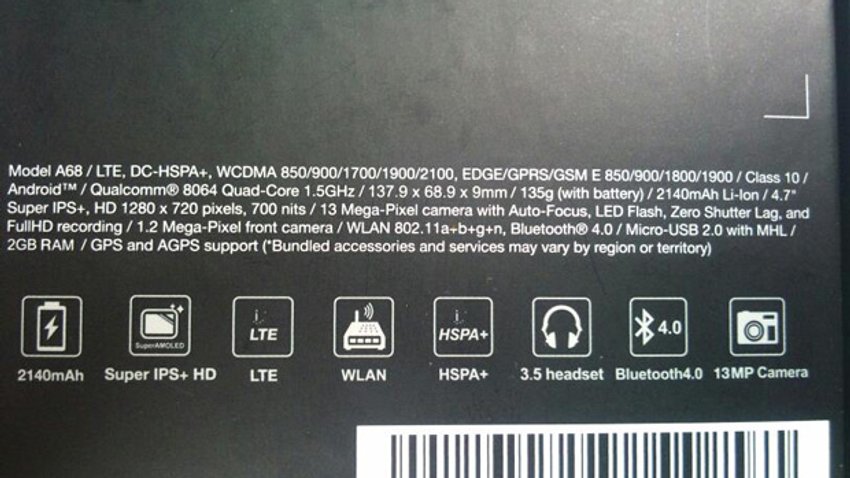 Model A68 / LTE, DC-HSPA+, WCDMA 850/900/1700/1900/2100, EDGE/GPRS/GSM E 850/900/1800/1900 / Class 10 /
Android™ / Qualcomm® 8064 Quad-Core 1.5GHz / 137.9 x 68.9 x 9mm / 135g (with battery) / 2140mAh Li-Ion / 4.7"
Super IPS+, HD 1280 x 720 pixels, 700 nits / 13 Mega-Pixel camera with Auto-Focus, LED Flash, Zero Shutter Lag, and
FullHD recording / 1.2 Mega-Pixel front camera / WLAN 802.11a+b+g+n, Bluetooth® 4.0 / Micro-USB 2.0 with MHL /
2GB RAM / GPS and AGPS support (*Bundled accessories and services may vary by region or territory)
SuperAMOLED LTE HSPA+ 4.0
2140mAh Super IPS+ HD LTE WLAN HSPA+ 3.5 headset Bluetooth4.0 13MP Camera